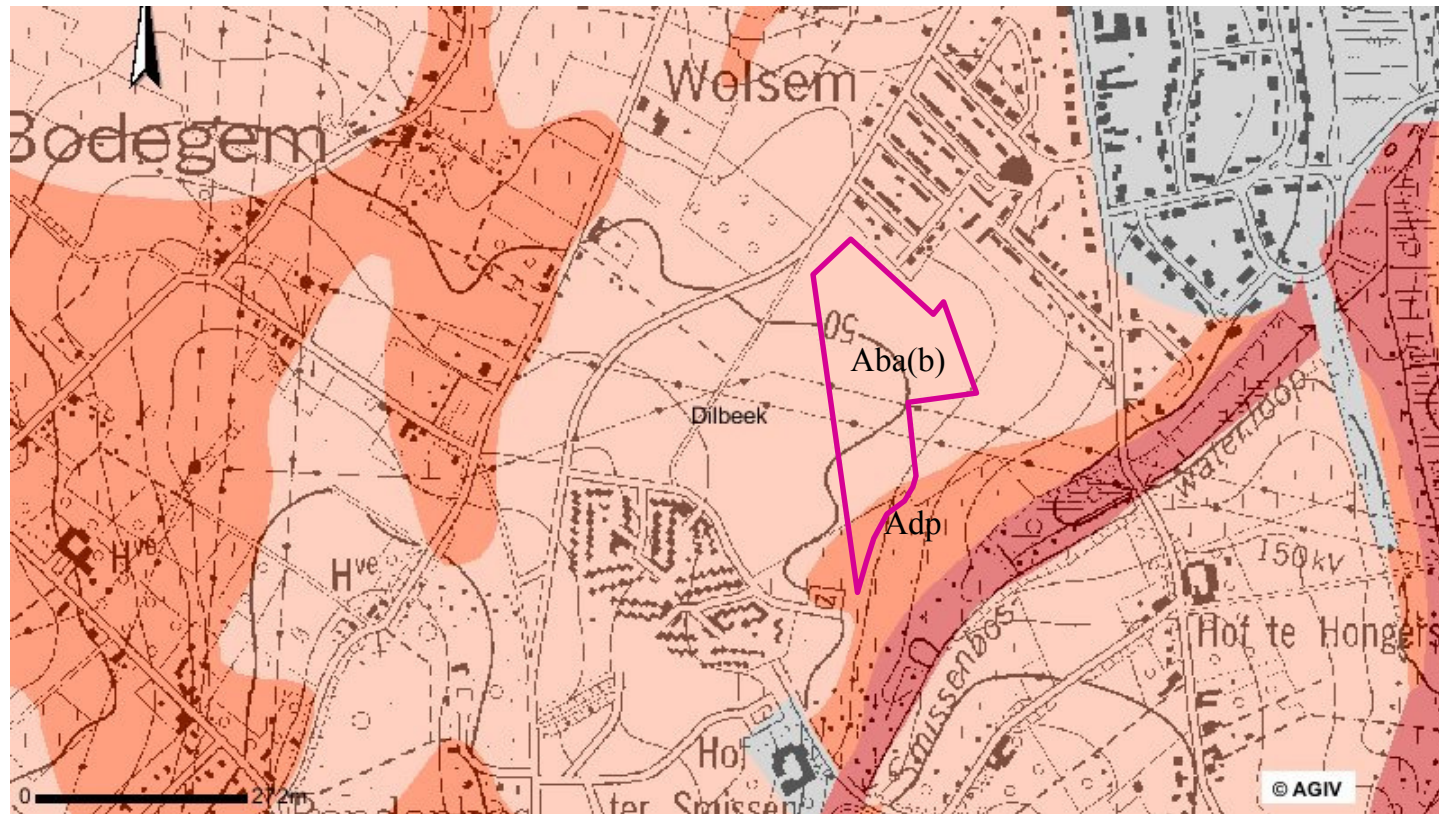 Wolsem
Bodegem
50
Aba(b)
Dilbeek
Waterloop
Adp
Hve
Hve
150kV
Hof te Hongers
Smissenbos
Hof
ter Smissen
0 272m
© AGIV